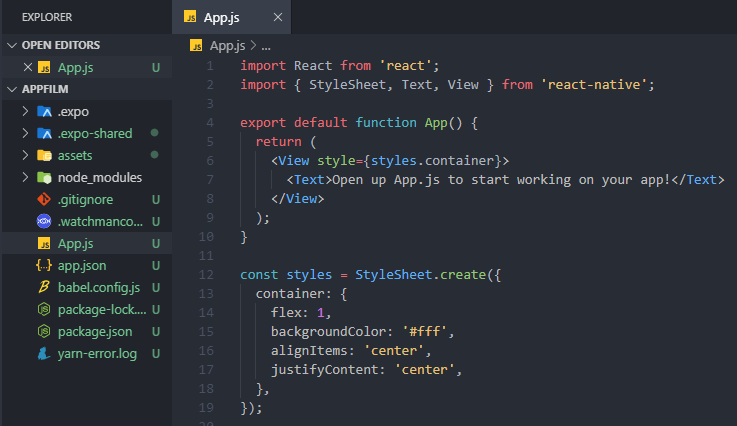 EXPLORER
OPEN EDITORS
App.js U
APPFILM
.expo
.expo-shared
assets
node_modules
.gitignore U
.watchmanco... U
App.js U
app.json U
babel.config.js U
package-lock.... U
package.json U
yarn-error.log U
App.js
App.js > ...
1 import React from 'react';
2 import { StyleSheet, Text, View } from 'react-native';
3
4 export default function App() {
5 return (
6 <View style={styles.container}>
7 <Text>Open up App.js to start working on your app!</Text>
8 </View>
9 );
10 }
11
12 const styles = StyleSheet.create({
13 container: {
14 flex: 1,
15 backgroundColor: '#fff',
16 alignItems: 'center',
17 justifyContent: 'center',
18 },
19 });